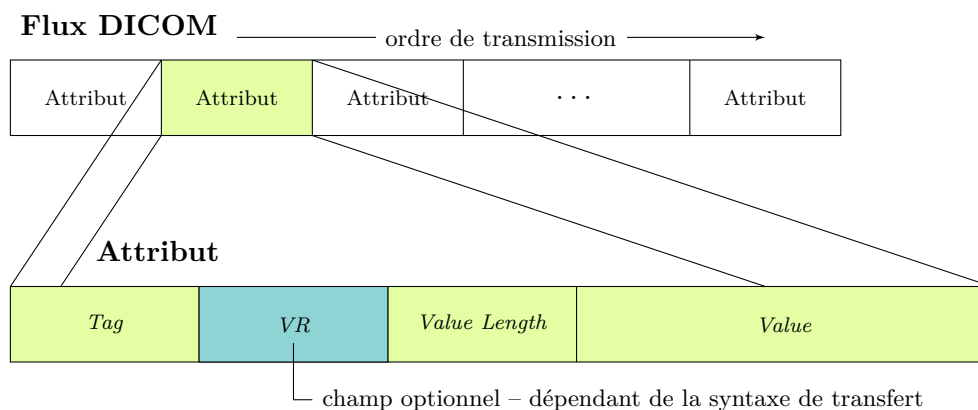 Flux DICOM
ordre de transmission
Attribut Attribut Attribut ... Attribut
Attribut
Tag VR Value Length Value
champ optionnel – dépendant de la syntaxe de transfert